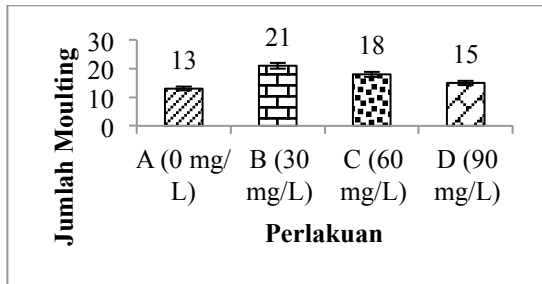 Jumlah Moulting
30
20
10
0
13
21
18
15
A (0 mg/
L)
B (30
mg/L)
C (60
mg/L)
D (90
mg/L)
Perlakuan